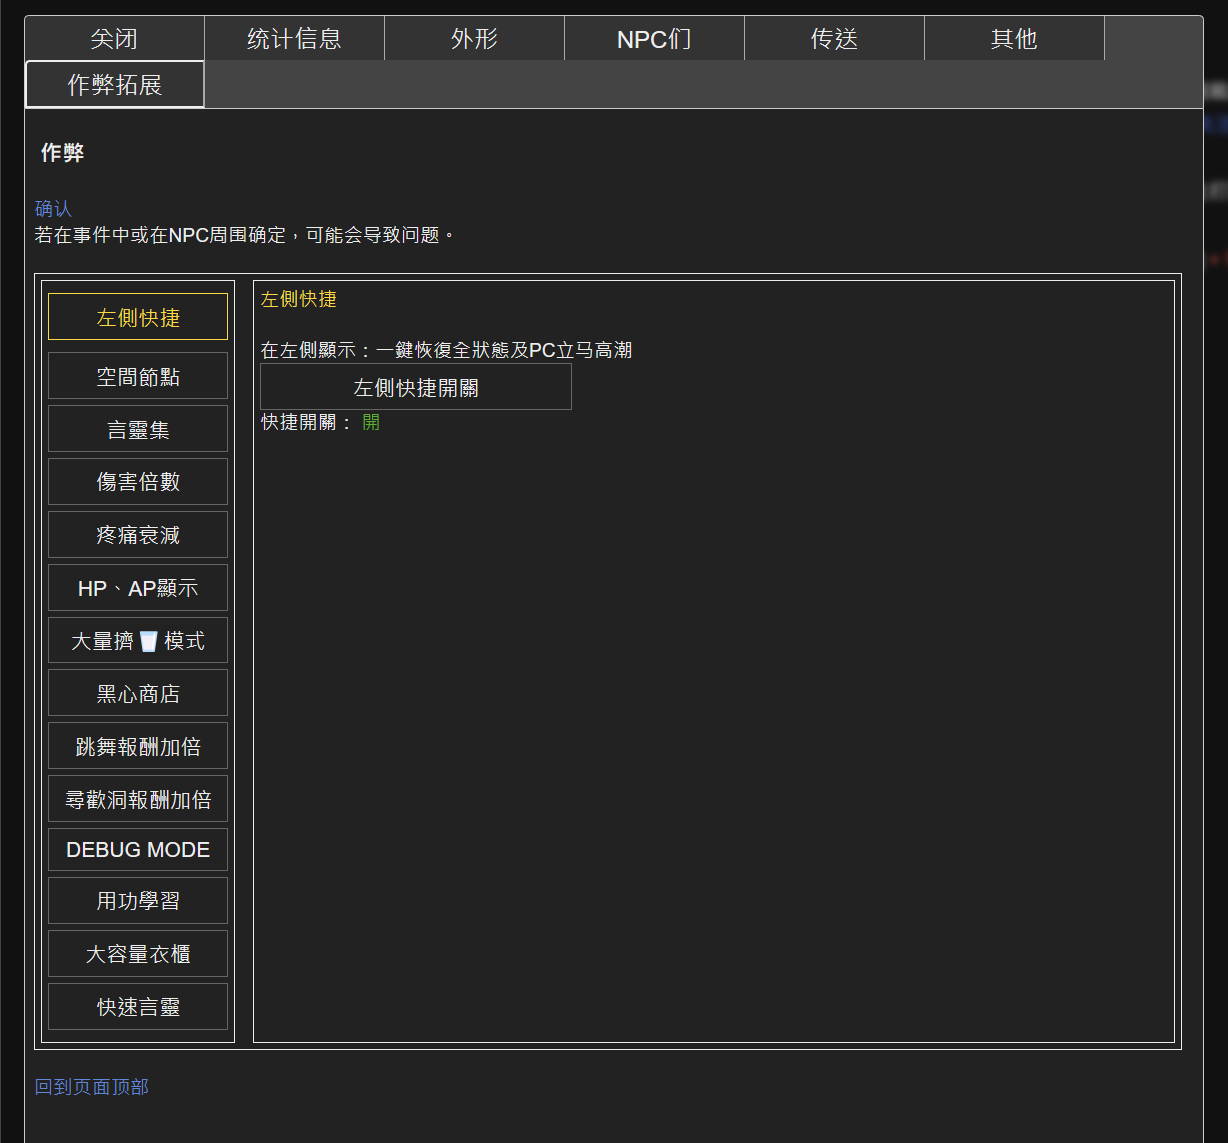 关闭
统计信息
外形
NPC们
传送
其他
作弊拓展
作弊
确认
若在事件中或在NPC周围确定，可能会导致问题。
左側快捷
空間節點
言靈集
傷害倍數
疼痛衰減
HP、AP顯示
大量擠🥛模式
黑心商店
跳舞報酬加倍
尋歡洞報酬加倍
DEBUG MODE
用功學習
大容量衣櫃
快速言靈
左側快捷
在左側顯示：一鍵恢復全狀態及PC立马高潮
左側快捷開關
快捷開關： 開
回到页面顶部